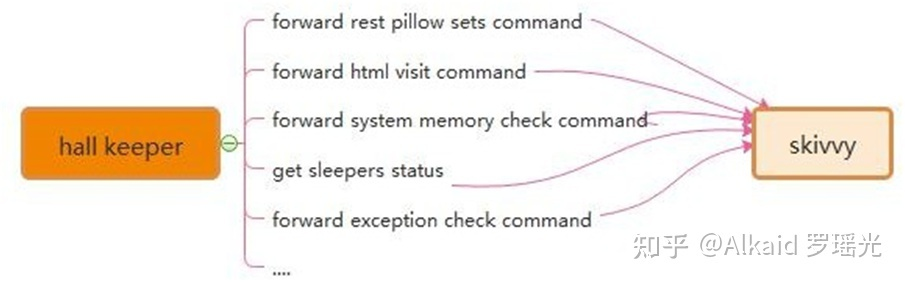 forward rest pillow sets command
forward html visit command
forward system memory check command
hall keeper
skivvy
get sleepers status
forward exception check command
....
知乎 @Alkaid 罗瑶光